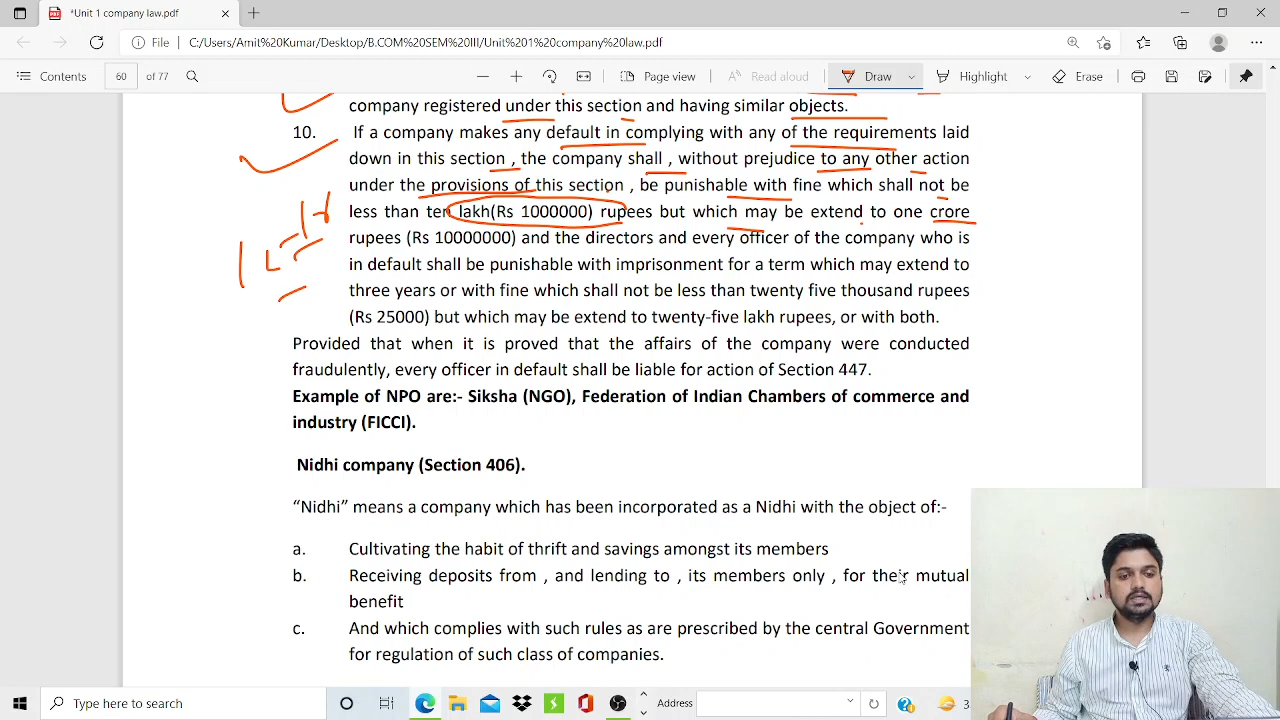 *Unit 1 company law.pdf
File
C:/Users/Amit%20Kumar/Desktop/B.COM%20SEM%20III/Unit%201%20company%20law.pdf
Contents
60
of 77
Page view
Read aloud
Draw
Highlight
Erase
company registered under this section and having similar objects.
10. If a company makes any default in complying with any of the requirements laid
down in this section , the company shall , without prejudice to any other action
under the provisions of this section , be punishable with fine which shall not be
less than ten lakh(Rs 1000000) rupees but which may be extend to one crore
rupees (Rs 10000000) and the directors and every officer of the company who is
in default shall be punishable with imprisonment for a term which may extend to
three years or with fine which shall not be less than twenty five thousand rupees
(Rs 25000) but which may be extend to twenty-five lakh rupees, or with both.
Provided that when it is proved that the affairs of the company were conducted
fraudulently, every officer in default shall be liable for action of Section 447.
Example of NPO are:- Siksha (NGO), Federation of Indian Chambers of commerce and
industry (FICCI).
Nidhi company (Section 406).
“Nidhi” means a company which has been incorporated as a Nidhi with the object of:-
a. Cultivating the habit of thrift and savings amongst its members
b. Receiving deposits from , and lending to , its members only , for their mutual
benefit
c. And which complies with such rules as are prescribed by the central Government
for regulation of such class of companies.
Type here to search
Address
3